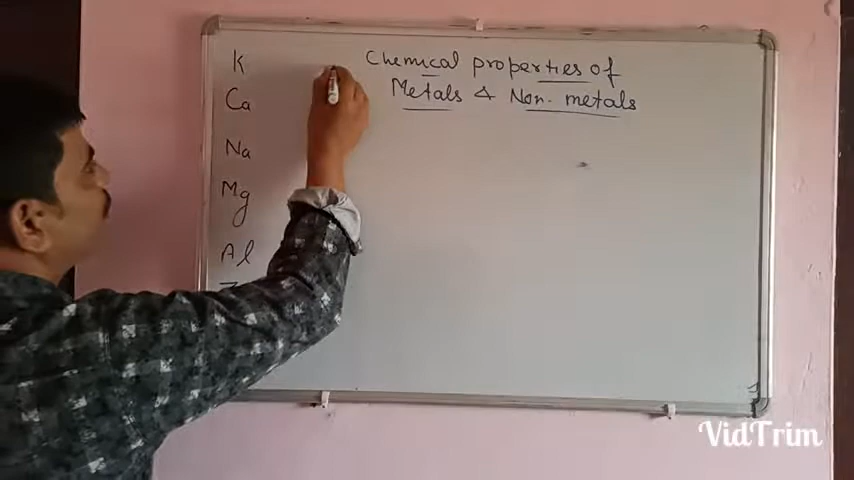 K
Chemical properties of
Metals & Non-metals
Ca
Na
Mg
Al
VidTrim